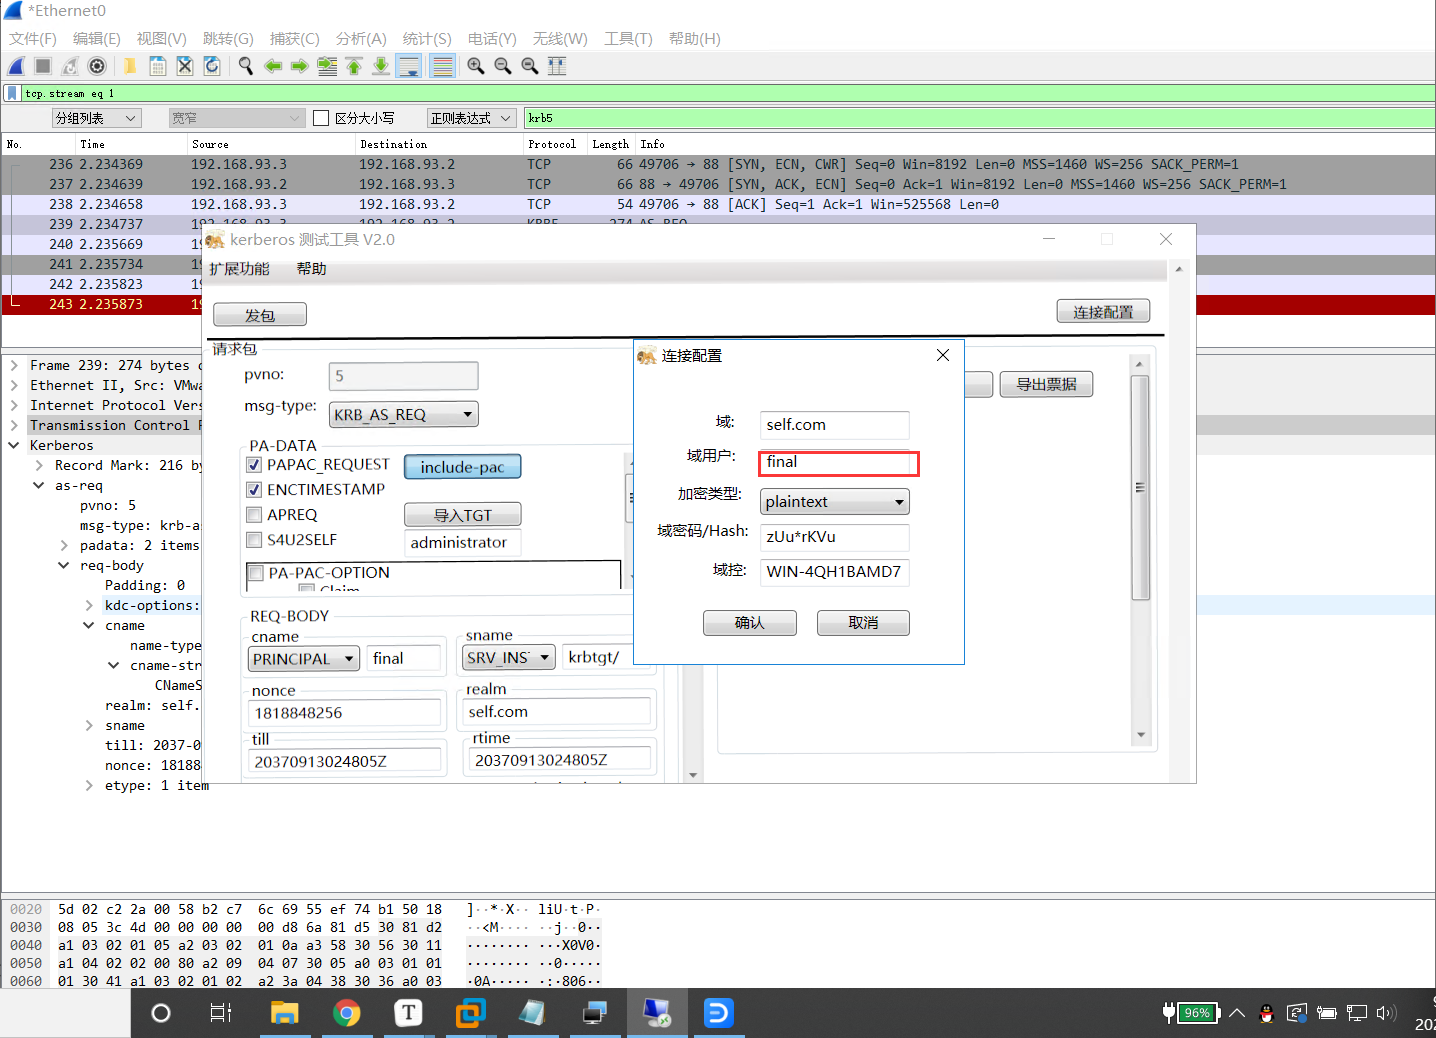 *Ethernet0
文件(F) 编辑(E) 视图(V) 跳转(G) 捕获(C) 分析(A) 统计(S) 电话(Y) 无线(W) 工具(T) 帮助(H)
tcp.stream eq 1
分组列表 宽窄 区分大小写 正则表达式 krb5
No. Time Source Destination Protocol Length Info
236 2.234369 192.168.93.3 192.168.93.2 TCP 66 49706 → 88 [SYN, ECN, CWR] Seq=0 Win=8192 Len=0 MSS=1460 WS=256 SACK_PERM=1
237 2.234639 192.168.93.2 192.168.93.3 TCP 66 88 → 49706 [SYN, ACK, ECN] Seq=0 Ack=1 Win=8192 Len=0 MSS=1460 WS=256 SACK_PERM=1
238 2.234658 192.168.93.3 192.168.93.2 TCP 54 49706 → 88 [ACK] Seq=1 Ack=1 Win=525568 Len=0
239 2.234737 192.168.93.3 192.168.93.2 KRB5 274 AS-REQ
240 2.235669 19
241 2.235734 19
242 2.235823 19
243 2.235873 19
kerberos 测试工具 V2.0
扩展功能 帮助
发包 连接配置
请求包
pvno: 5
msg-type: KRB_AS_REQ
PA-DATA
PAPAC_REQUEST include-pac
ENCTIMESTAMP
APREQ 导入TGT
S4U2SELF administrator
PA-PAC-OPTION
Claim
REQ-BODY
cname
PRINCIPAL final
sname
SRV_INS krbtgt/
nonce
1818848256
realm
self.com
till
20370913024805Z
rtime
20370913024805Z
导出票据
连接配置
域: self.com
域用户: final
加密类型: plaintext
域密码/Hash: zUu*rKVu
域控: WIN-4QH1BAMD7
确认 取消
Frame 239: 274 bytes
Ethernet II, Src: VMwa
Internet Protocol Vers
Transmission Control P
Kerberos
Record Mark: 216 by
as-req
pvno: 5
msg-type: krb-a
padata: 2 items
req-body
Padding: 0
kdc-options:
cname
name-type
cname-str
CNameS
realm: self.
sname
till: 2037-0
nonce: 18188
etype: 1 item
0020 5d 02 c2 2a 00 58 b2 c7 6c 69 55 ef 74 b1 50 18 ]··*·X·· liU·t·P·
0030 08 05 3c 4d 00 00 00 00 00 d6 6a 81 d5 30 81 d2 ··<M···· ··j··0··
0040 a1 03 02 01 05 a2 03 02 01 0a a3 58 30 56 30 11 ········ ···X0V0·
0050 a1 04 02 02 00 80 a2 09 04 07 30 05 a0 03 01 01 ········ ··0·····
0060 01 30 41 a1 03 02 01 02 a2 3a 04 38 30 36 a0 03 ·0A····· ·:·806··
96%